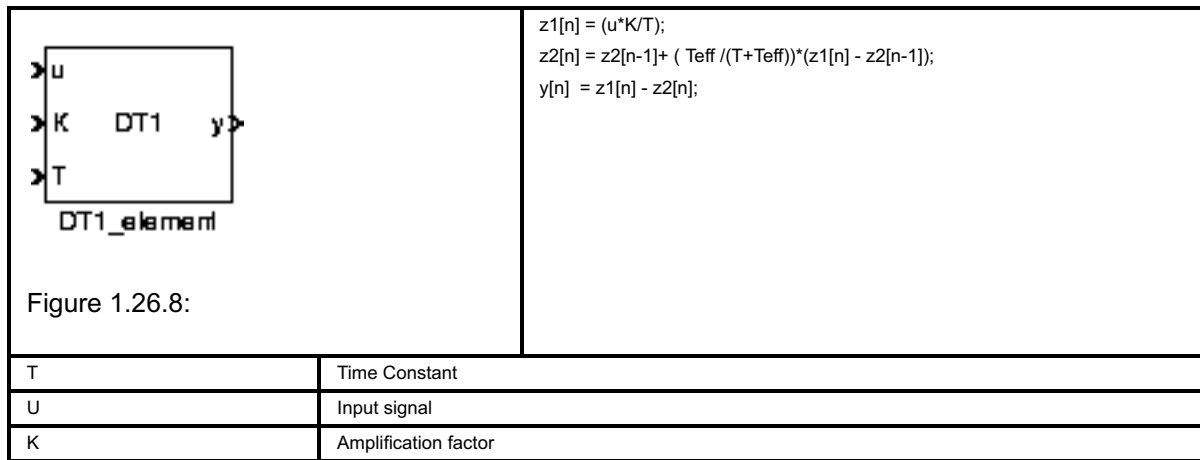 u
K DT1 y
T
DT1_element
Figure 1.26.8:
z1[n] = (u*K/T);
z2[n] = z2[n-1]+ ( Teff /(T+Teff))*(z1[n] - z2[n-1]);
y[n] = z1[n] - z2[n];
T Time Constant
U Input signal
K Amplification factor